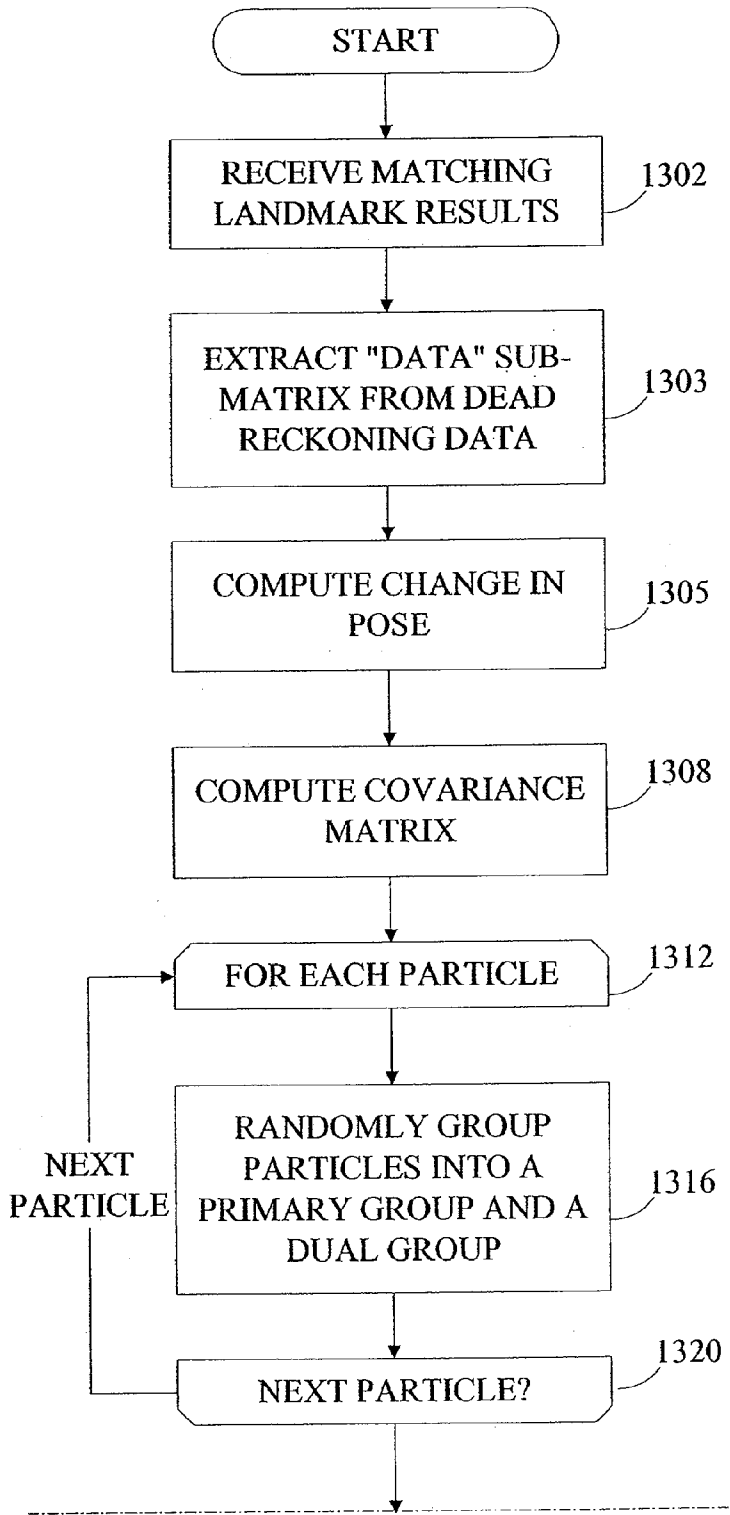 START
RECEIVE MATCHING
LANDMARK RESULTS
1302
EXTRACT "DATA" SUB-
MATRIX FROM DEAD
RECKONING DATA
1303
COMPUTE CHANGE IN
POSE
1305
COMPUTE COVARIANCE
MATRIX
1308
FOR EACH PARTICLE
1312
RANDOMLY GROUP
PARTICLES INTO A
PRIMARY GROUP AND A
DUAL GROUP
1316
NEXT
PARTICLE
NEXT PARTICLE?
1320